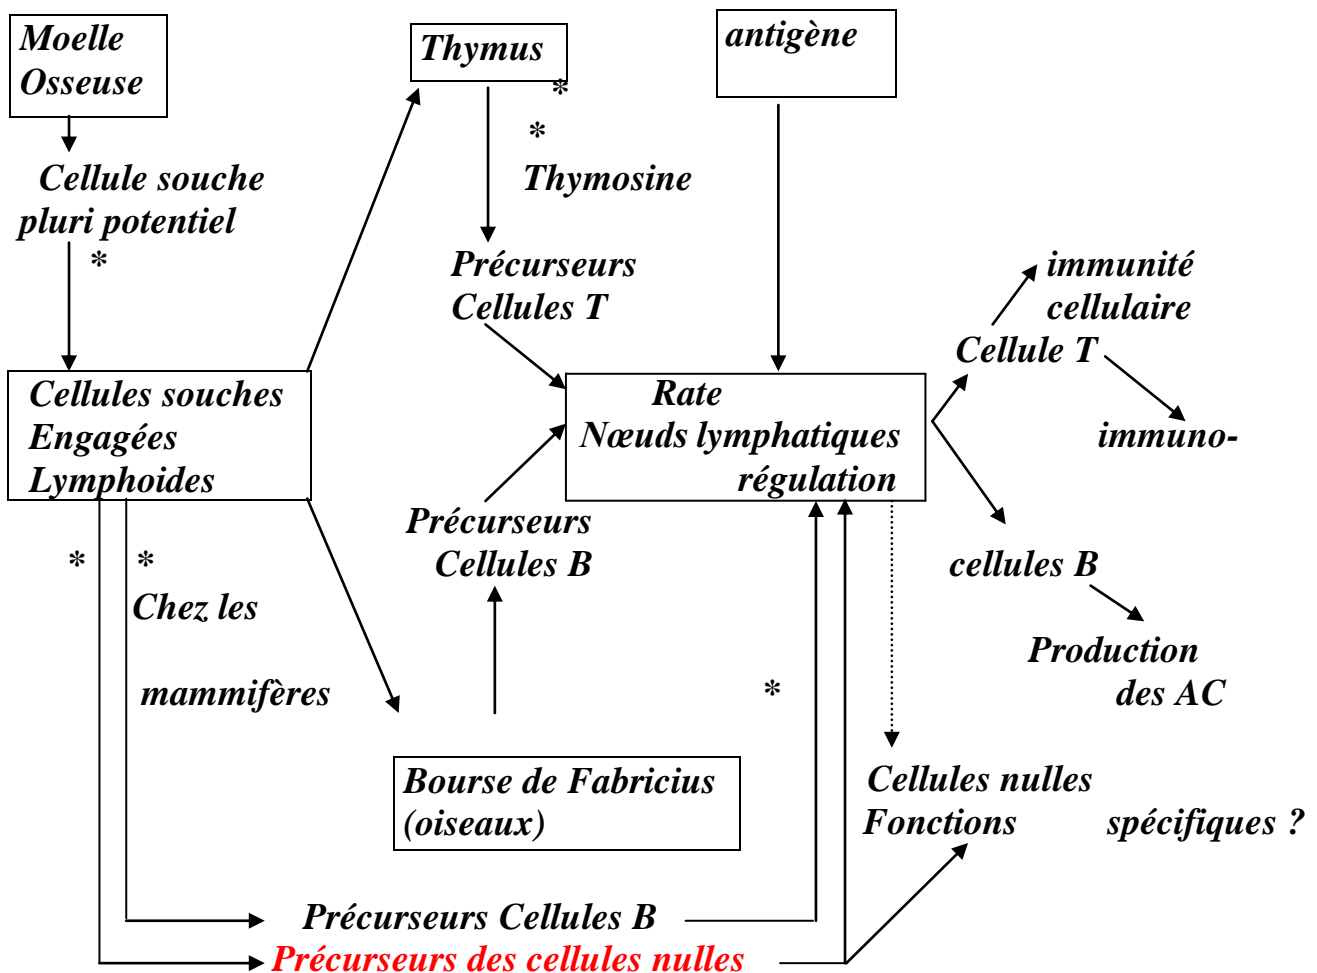 Moelle
Osseuse
Thymus
*
*
Thymosine
antigène
Cellule souche
pluri potentiel
*
Précurseurs
Cellules T
immunité
cellulaire
Cellule T
immuno-
Cellules souches
Engagées
Lymphoides
Rate
Nœuds lymphatiques
régulation
Précurseurs
Cellules B
* *
Chez les
mammifères
cellules B
Production
des AC
*
Bourse de Fabricius
(oiseaux)
Cellules nulles
Fonctions spécifiques ?
Précurseurs Cellules B
Précurseurs des cellules nulles